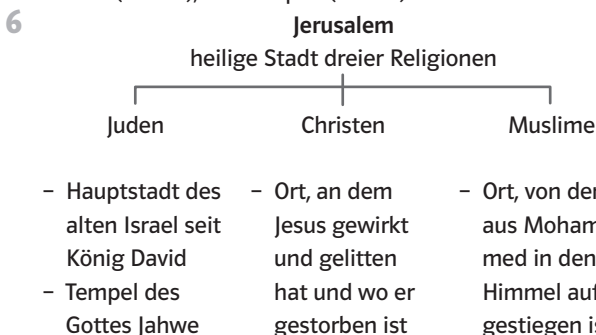 6
Jerusalem
heilige Stadt dreier Religionen
Juden
Christen
Muslime
– Hauptstadt des
alten Israel seit
König David
– Tempel des
Gottes Jahwe
– Ort, an dem
Jesus gewirkt
und gelitten
hat und wo er
gestorben ist
– Ort, von
aus Moham
med in den
Himmel auf
gestiegen